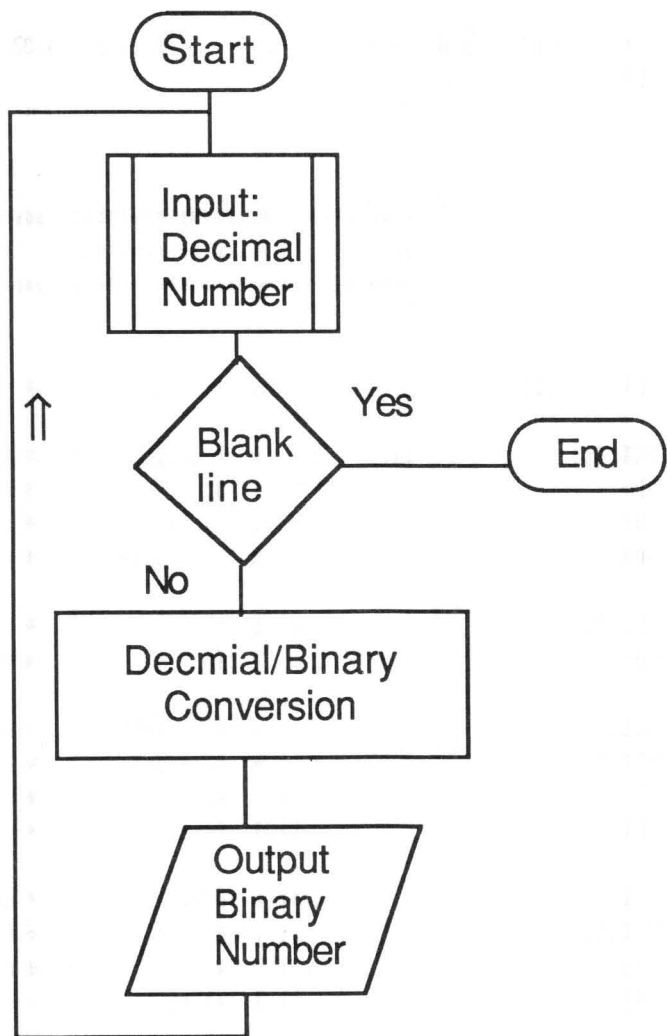 Start
Input:
Decimal
Number
Yes
Blank
line
End
No
Decmial/Binary
Conversion
Output
Binary
Number